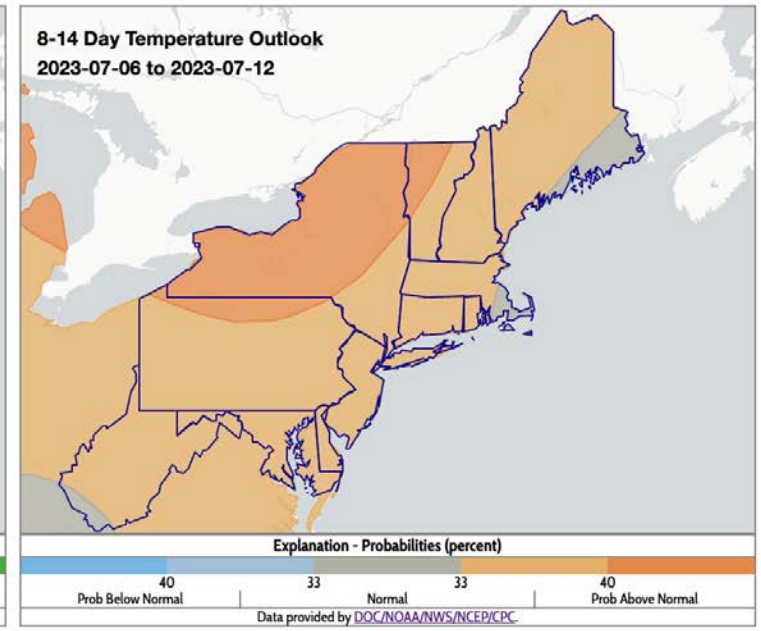 8-14 Day Temperature Outlook
2023-07-06 to 2023-07-12
Explanation - Probabilities (percent)
40 33 33 40
Prob Below Normal Normal Prob Above Normal
Data provided by DOC/NOAA/NWS/NCEP/CPC.